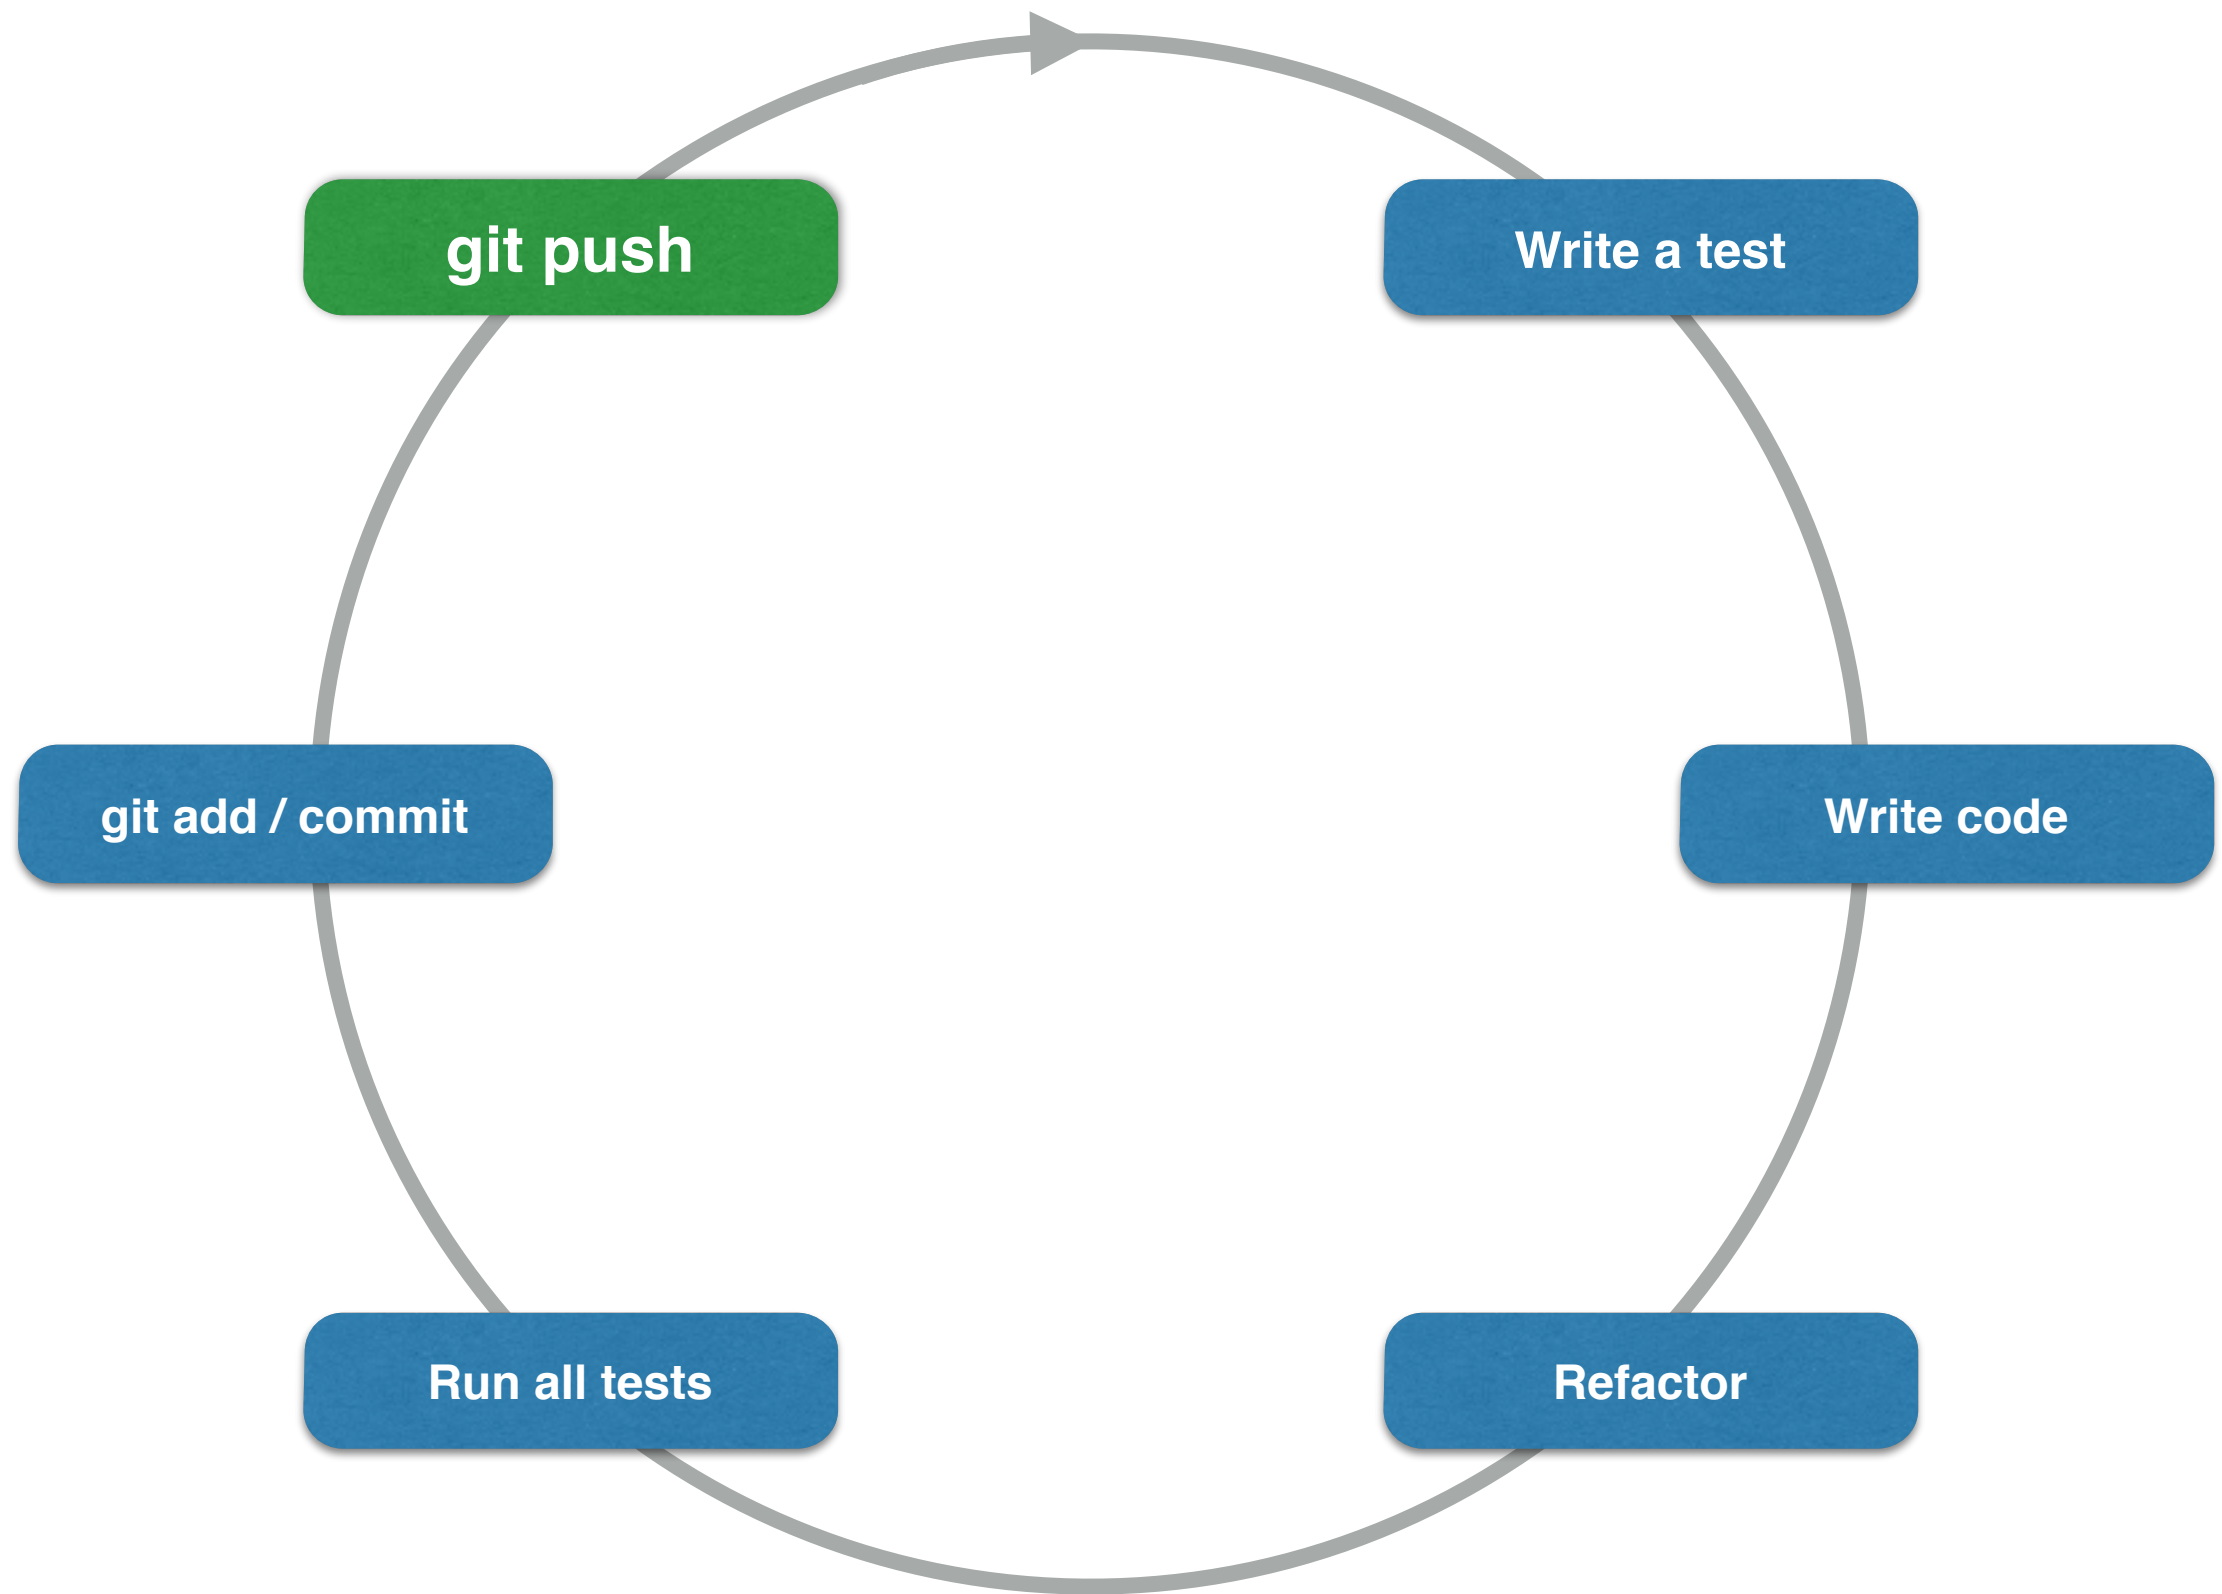 git push
Write a test
git add / commit
Write code
Run all tests
Refactor